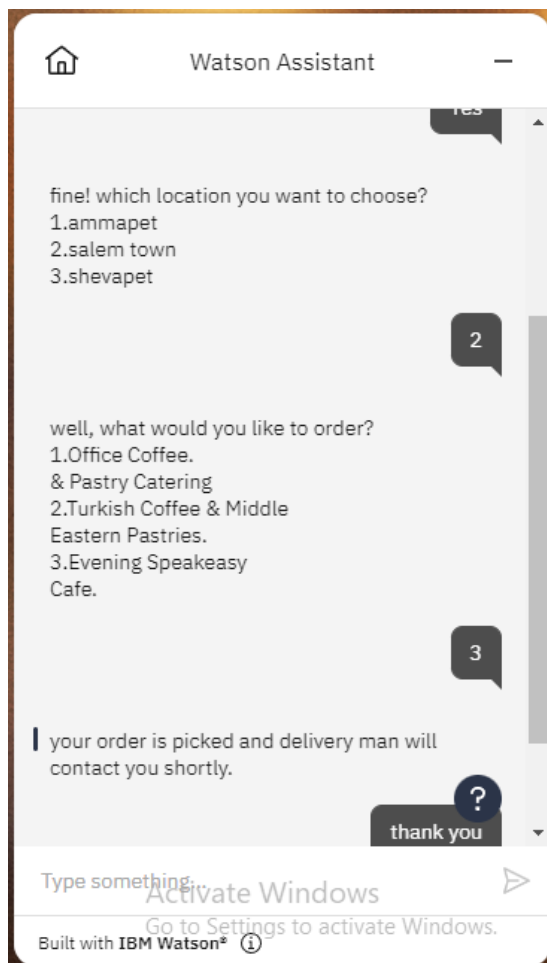 Watson Assistant
Yes
fine! which location you want to choose?
1.ammapet
2.salem town
3.shevapet
2
well, what would you like to order?
1.Office Coffee.
& Pastry Catering
2.Turkish Coffee & Middle
Eastern Pastries.
3.Evening Speakeasy
Cafe.
3
your order is picked and delivery man will
contact you shortly.
?
thank you
Type something...
Activate Windows
Go to Settings to activate Windows.
Built with IBM Watson®